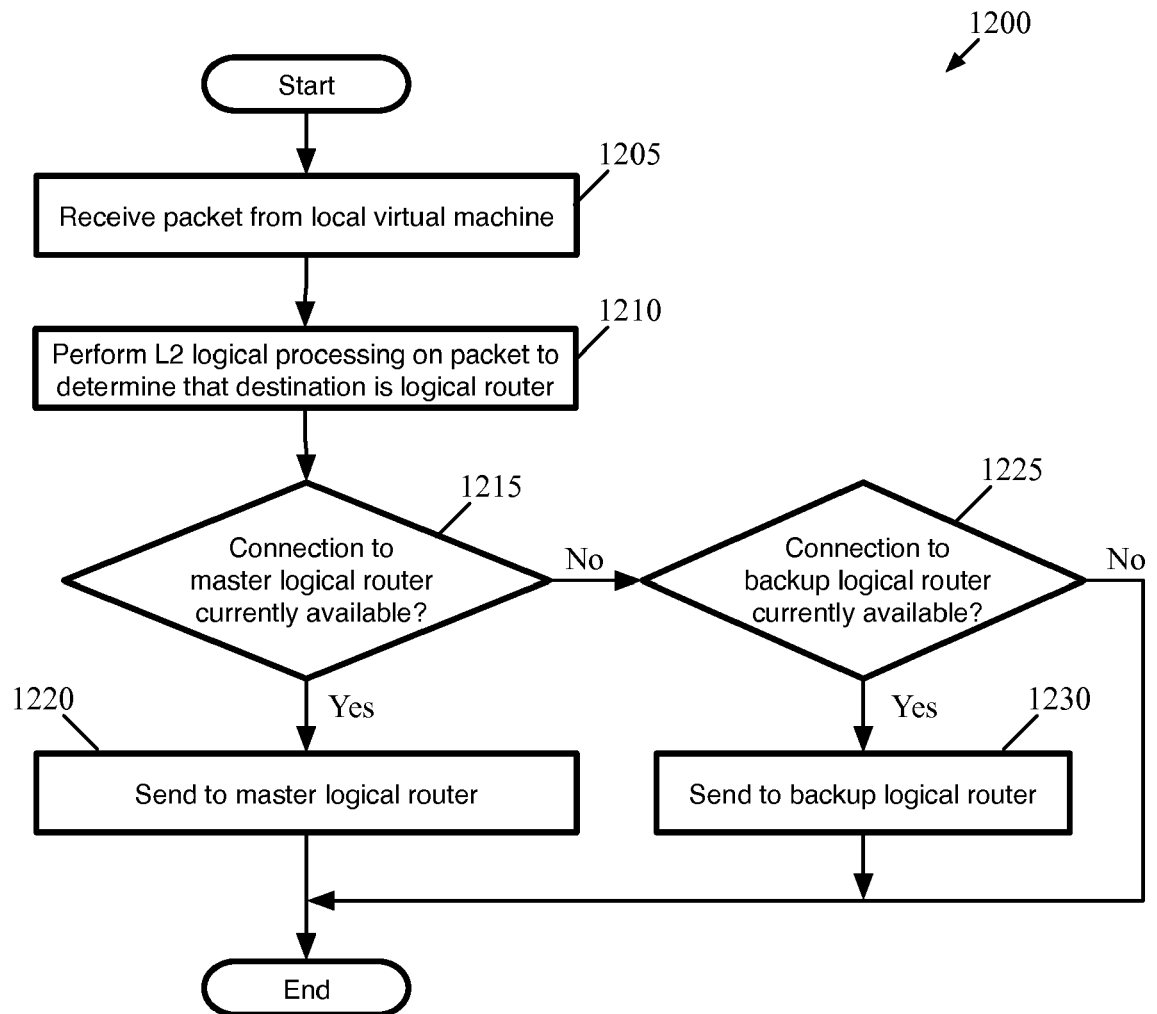 1200
Start
1205
Receive packet from local virtual machine
1210
Perform L2 logical processing on packet to
determine that destination is logical router
1215
Connection to
master logical router
currently available?
No
1225
Connection to
backup logical router
currently available?
No
Yes
1220
Send to master logical router
Yes
1230
Send to backup logical router
End